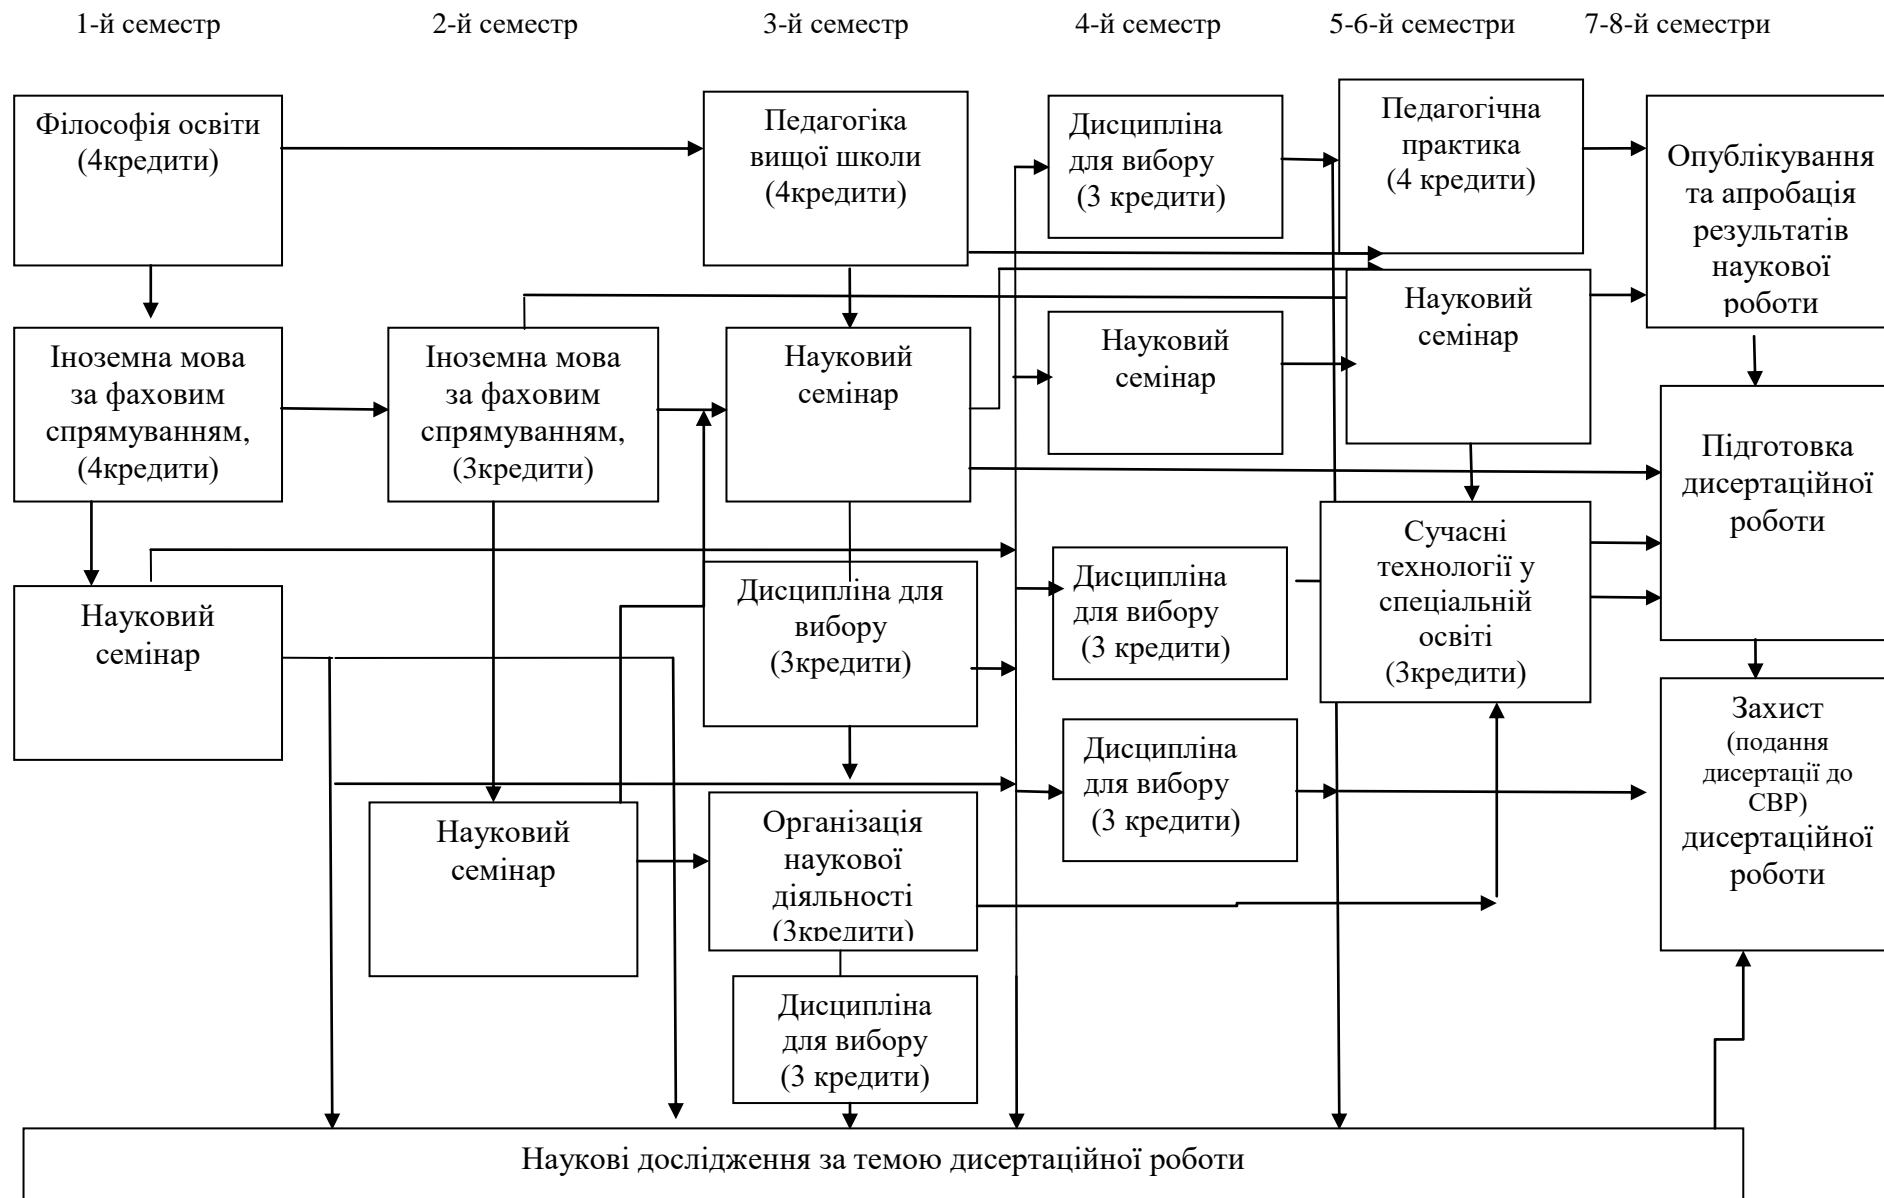 1-й семестр
2-й семестр
3-й семестр
4-й семестр
5-6-й семестри
7-8-й семестри
Філософія освіти
(4кредити)
Іноземна мова
за фаховим
спрямуванням,
(4кредити)
Науковий
семінар
Іноземна мова
за фаховим
спрямуванням,
(3кредити)
Науковий
семінар
Педагогіка
вищої школи
(4кредити)
Науковий
семінар
Дисципліна для
вибору
(3кредити)
Організація
наукової
діяльності
(3кредити)
Дисципліна
для вибору
(3 кредити)
Дисципліна
для вибору
(3 кредити)
Науковий
семінар
Дисципліна
для вибору
(3 кредити)
Дисципліна
для вибору
(3 кредити)
Педагогічна
практика
(4 кредити)
Науковий
семінар
Сучасні
технології у
спеціальній
освіті
(3кредити)
Опублікування
та апробація
результатів
наукової
роботи
Підготовка
дисертаційної
роботи
Захист
(подання
дисертації до
СВР)
дисертаційної
роботи
Наукові дослідження за темою дисертаційної роботи